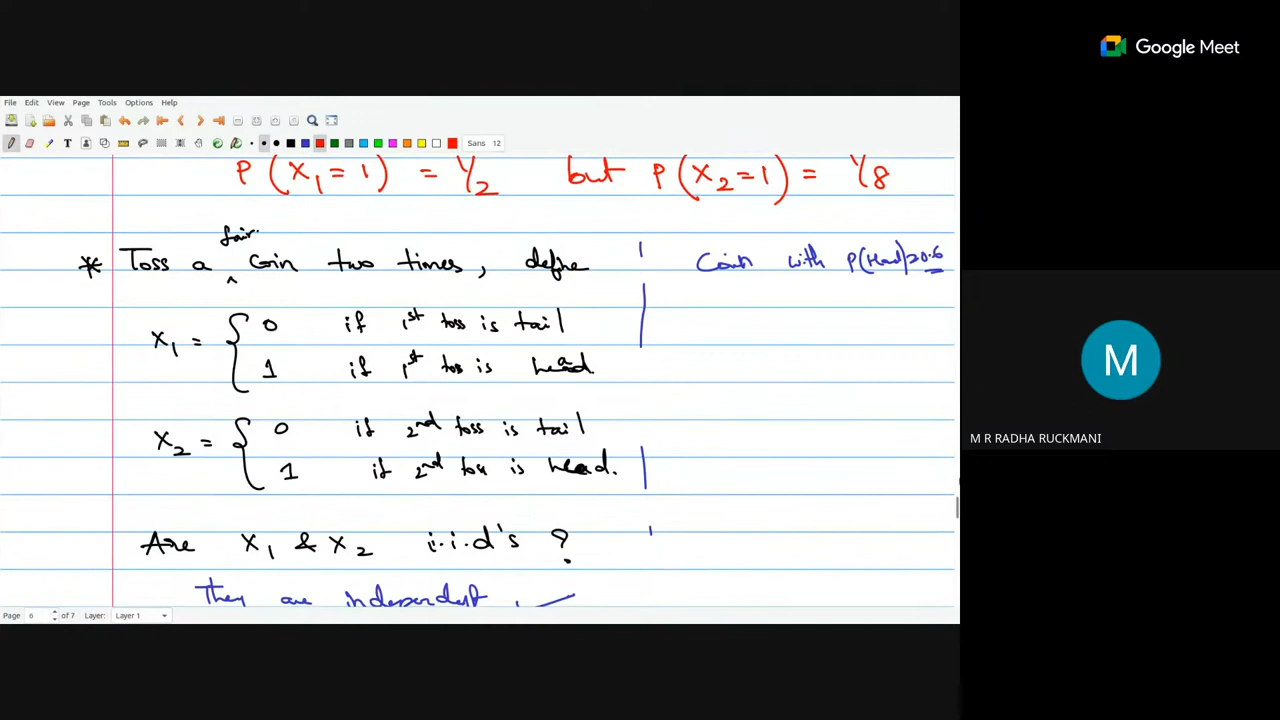 Google Meet
File Edit View Page Tools Options Help
Sans 12
P(X₁ = 1) = 1/2 but P(X₂ = 1) = 1/8
* Toss a fair coin two times, define
Coin with P(Head)=0.6
X₁ = { 0 if 1st toss is tail
1 if 1st toss is head.
X₂ = { 0 if 2nd toss is tail
1 if 2nd toss is head.
Are X₁ & X₂ i.i.d's ?
They are independent ✓
M
M R RADHA RUCKMANI
Page 6 of 7 Layer: Layer 1